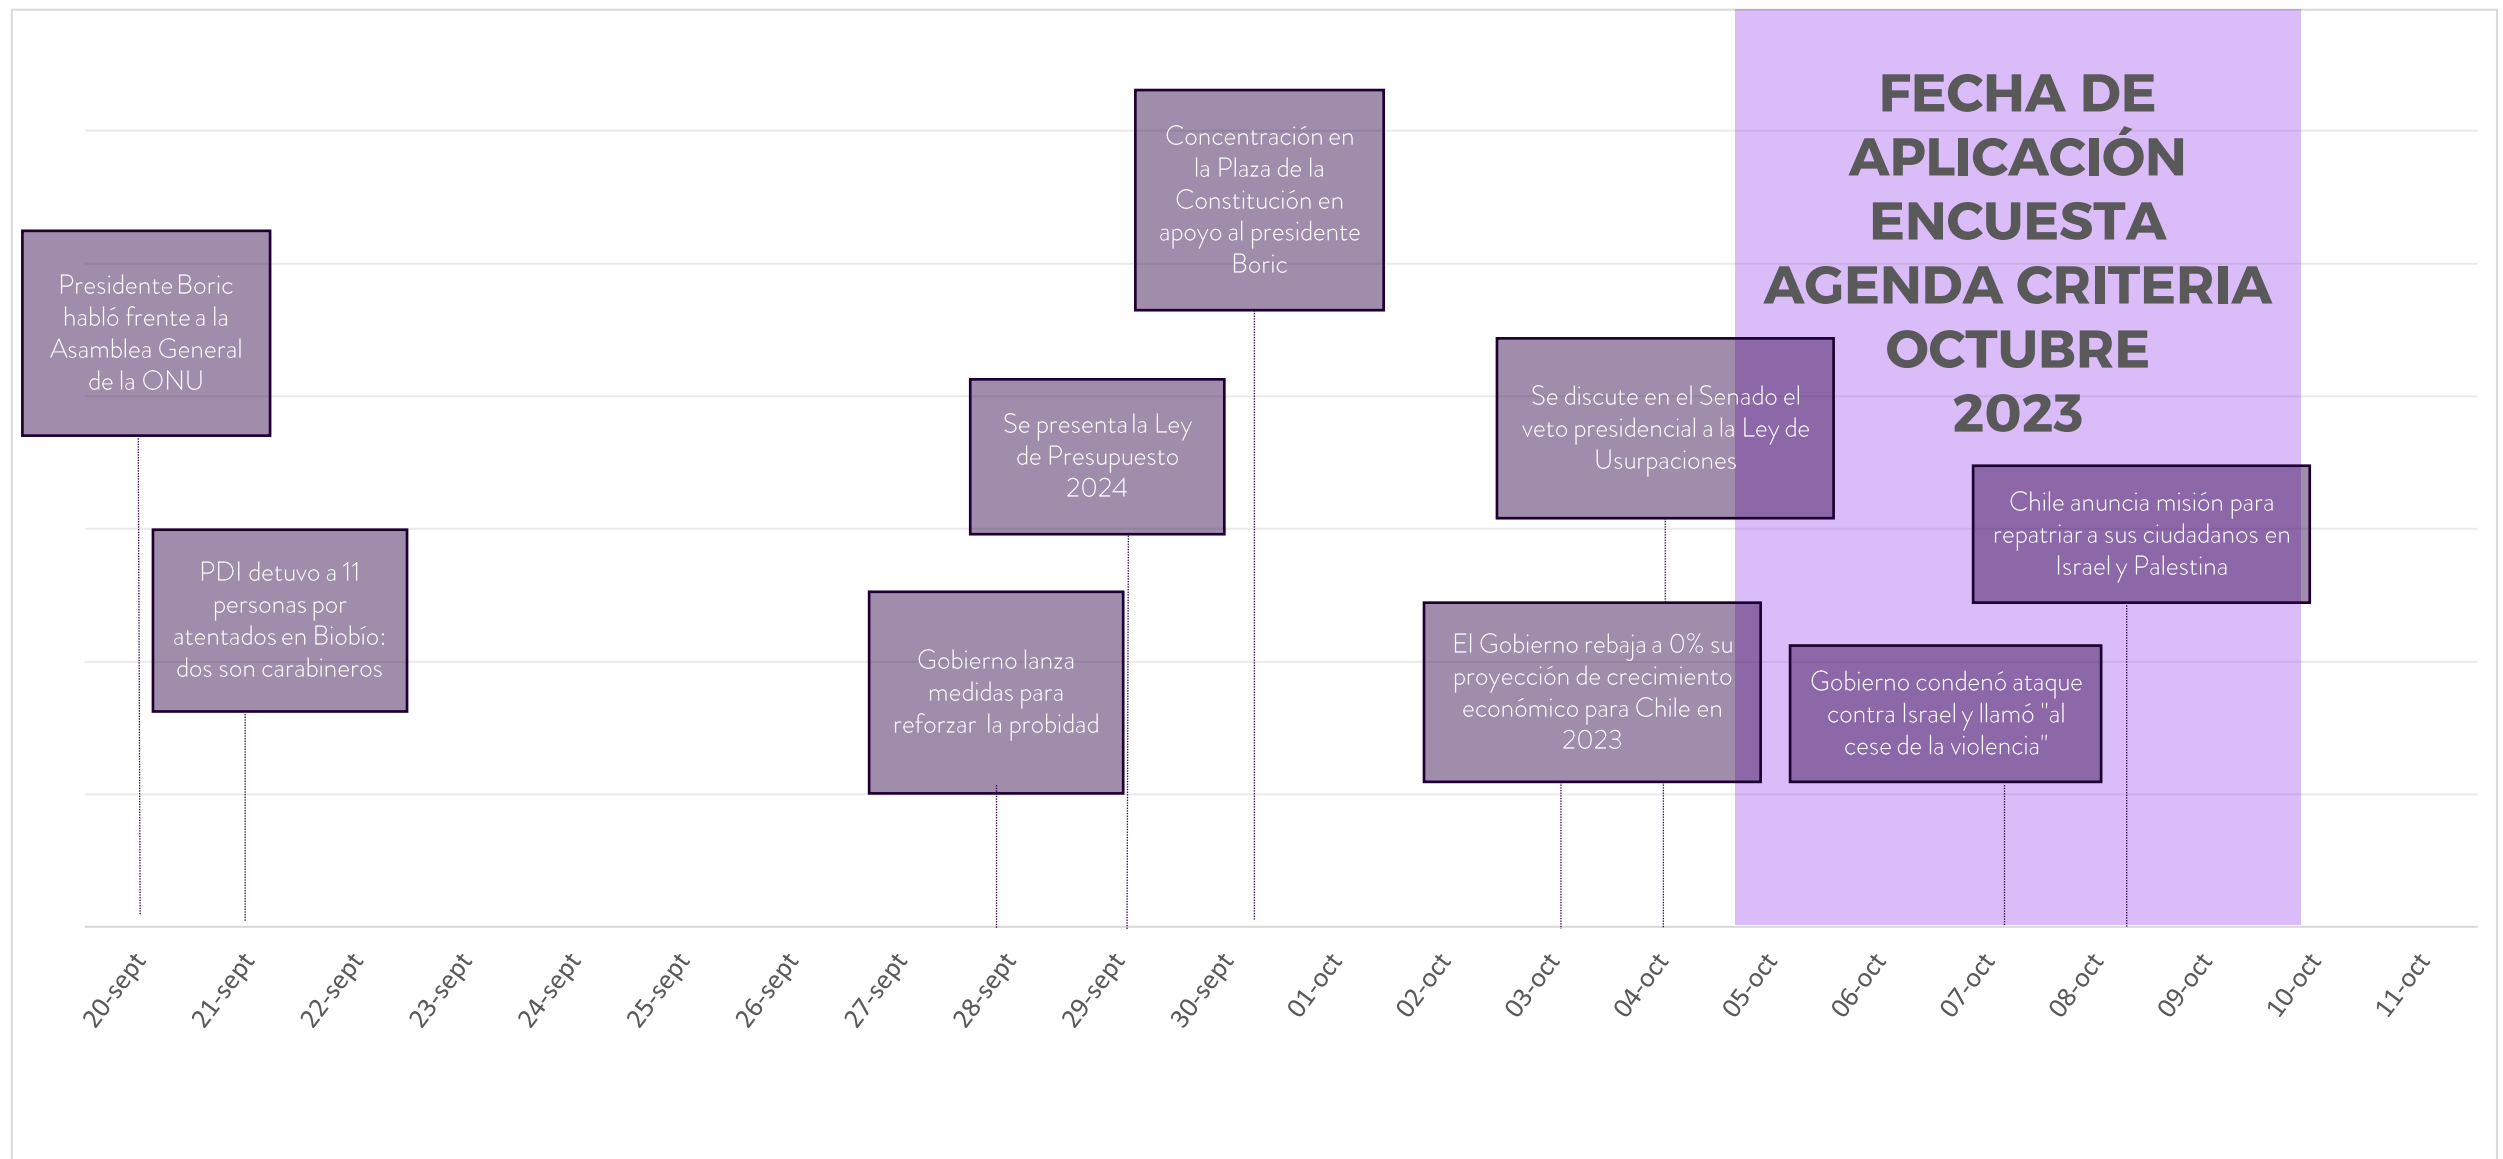 FECHA DE
APLICACIÓN
ENCUESTA
AGENDA CRITERIA
OCTUBRE
2023
Presidente Boric
habló frente a la
Asamblea General
de la ONU
PDI detuvo a 11
personas por
atentados en Biobío:
dos son carabineros
Gobierno lanza
medidas para
reforzar la probidad
Se presenta la Ley
de Presupuesto
2024
Concentración en
la Plaza de la
Constitución en
apoyo al presidente
Boric
El Gobierno rebaja a 0% su
proyección de crecimiento
económico para Chile en
2023
Se discute en el Senado el
veto presidencial a la Ley de
Usurpaciones
Gobierno condenó ataque
contra Israel y llamó "al
cese de la violencia"
Chile anuncia misión para
repatriar a sus ciudadanos en
Israel y Palestina
20-sept
21-sept
22-sept
23-sept
24-sept
25-sept
26-sept
27-sept
28-sept
29-sept
30-sept
01-oct
02-oct
03-oct
04-oct
05-oct
06-oct
07-oct
08-oct
09-oct
10-oct
11-oct